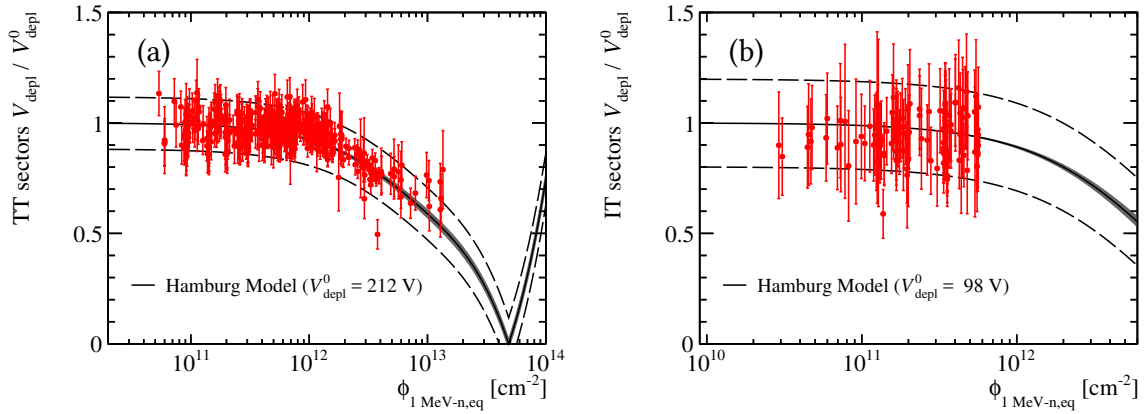 TT sectors V_depl / V^0_depl
1.5
1
0.5
0
(a)
Hamburg Model (V^0_depl = 212 V)
10^11 10^12 10^13 10^14
ϕ_1 MeV-n,eq [cm^-2]
IT sectors V_depl / V^0_depl
1.5
1
0.5
0
(b)
Hamburg Model (V^0_depl = 98 V)
10^10 10^11 10^12
ϕ_1 MeV-n,eq [cm^-2]